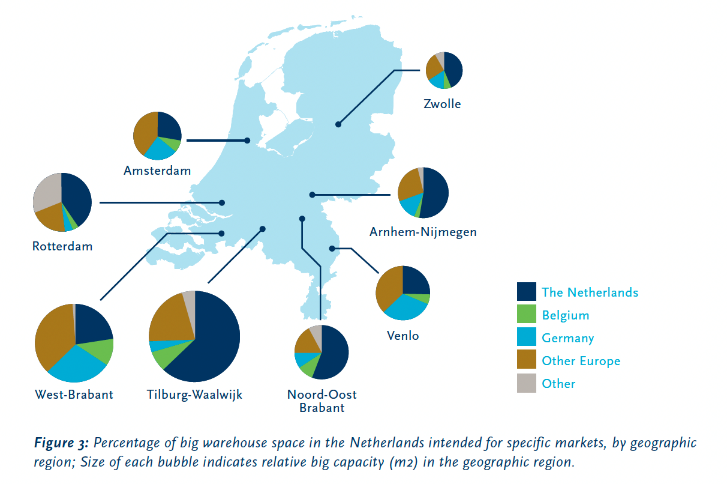 Zwolle
Amsterdam
Arnhem-Nijmegen
Rotterdam
Venlo
West-Brabant
Tilburg-Waalwijk
Noord-Oost
Brabant
The Netherlands
Belgium
Germany
Other Europe
Other
Figure 3: Percentage of big warehouse space in the Netherlands intended for specific markets, by geographic
region; Size of each bubble indicates relative big capacity (m2) in the geographic region.